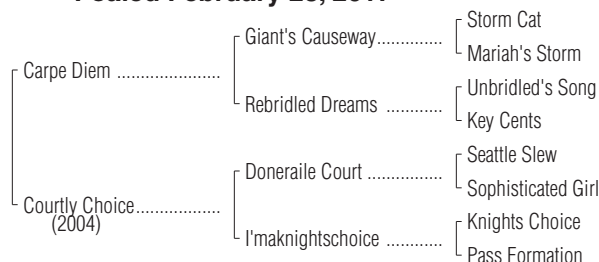 Giant's Causeway..............
Storm Cat
Mariah's Storm
Carpe Diem ......................
Rebridled Dreams ............
Unbridled's Song
Key Cents
Doneraile Court ................
Seattle Slew
Sophisticated Girl
Courtly Choice..................
(2004)
I'maknightschoice ............
Knights Choice
Pass Formation